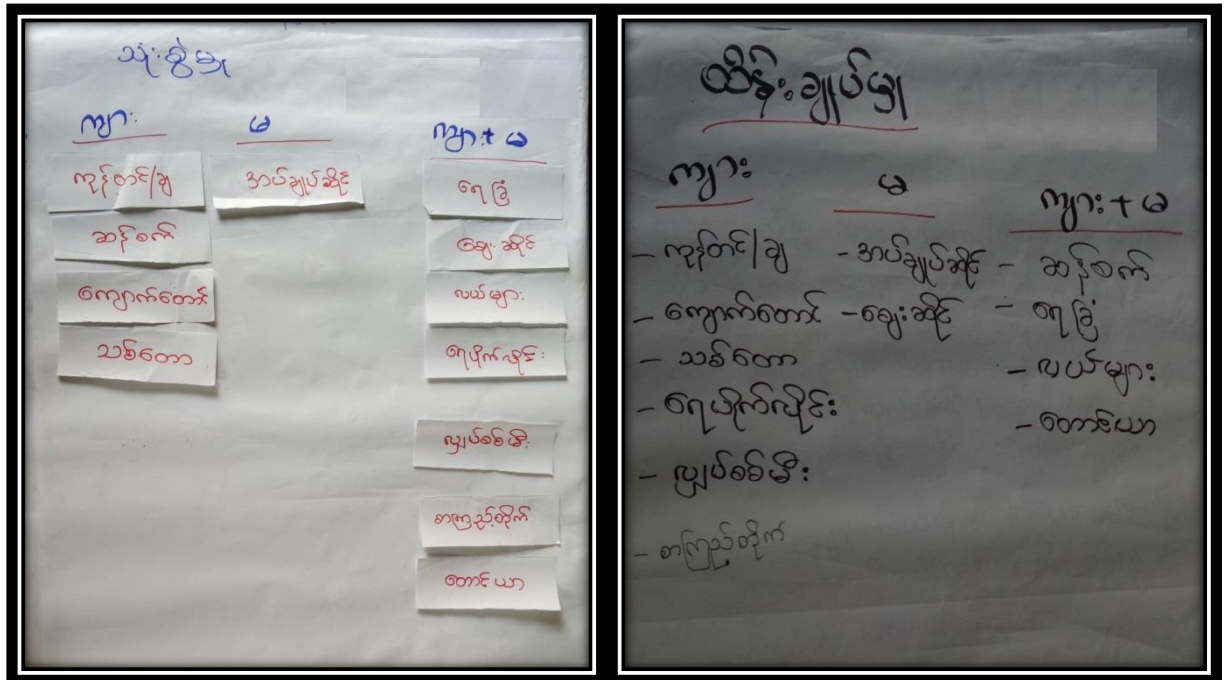 သုံးစွဲမှု
ကျား
မ
ကျား + မ
ကုန်တင်/ချ
ဆန်စက်
ကျောက်တောင်
သစ်တော
အပ်ချုပ်ဆိုင်
ရေခြံ
ဈေးဆိုင်
လယ်များ
ရေပိုက်လိုင်း
လျှပ်စစ်မီး
စာကြည့်တိုက်
တောင်ယာ
ထိန်းချုပ်မှု
ကျား
မ
ကျား + မ
- ကုန်တင်/ချ
- ကျောက်တောင်
- သစ်တော
- ရေပိုက်လိုင်း
- လျှပ်စစ်မီး
- စာကြည့်တိုက်
- အပ်ချုပ်ဆိုင်
- ဈေးဆိုင်
- ဆန်စက်
- ရေခြံ
- လယ်များ
- တောင်ယာ